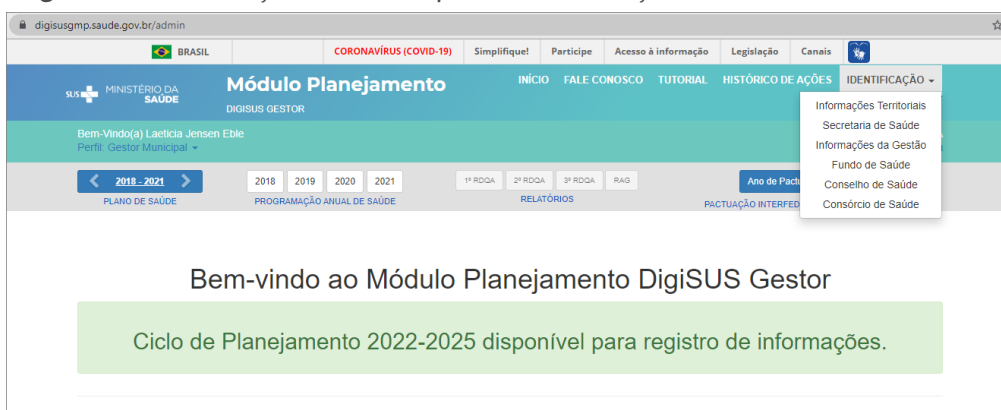 digisusgmp.saude.gov.br/admin
BRASIL CORONAVÍRUS (COVID-19) Simplifique! Participe Acesso à informação Legislação Canais
SUS MINISTÉRIO DA SAÚDE
Módulo Planejamento
DIGISUS GESTOR
INÍCIO FALE CONOSCO TUTORIAL HISTÓRICO DE AÇÕES IDENTIFICAÇÃO
Informações Territoriais
Secretaria de Saúde
Informações da Gestão
Fundo de Saúde
Conselho de Saúde
Consórcio de Saúde
Bem-Vindo(a) Laeticia Jensen Eble
Perfil: Gestor Municipal
2018 - 2021 2018 2019 2020 2021 1º RDQA 2º RDQA 3º RDQA RAG Ano de
PLANO DE SAÚDE PROGRAMAÇÃO ANUAL DE SAÚDE RELATÓRIOS PACTUAÇÃO
Bem-vindo ao Módulo Planejamento DigiSUS Gestor
Ciclo de Planejamento 2022-2025 disponível para registro de informações.